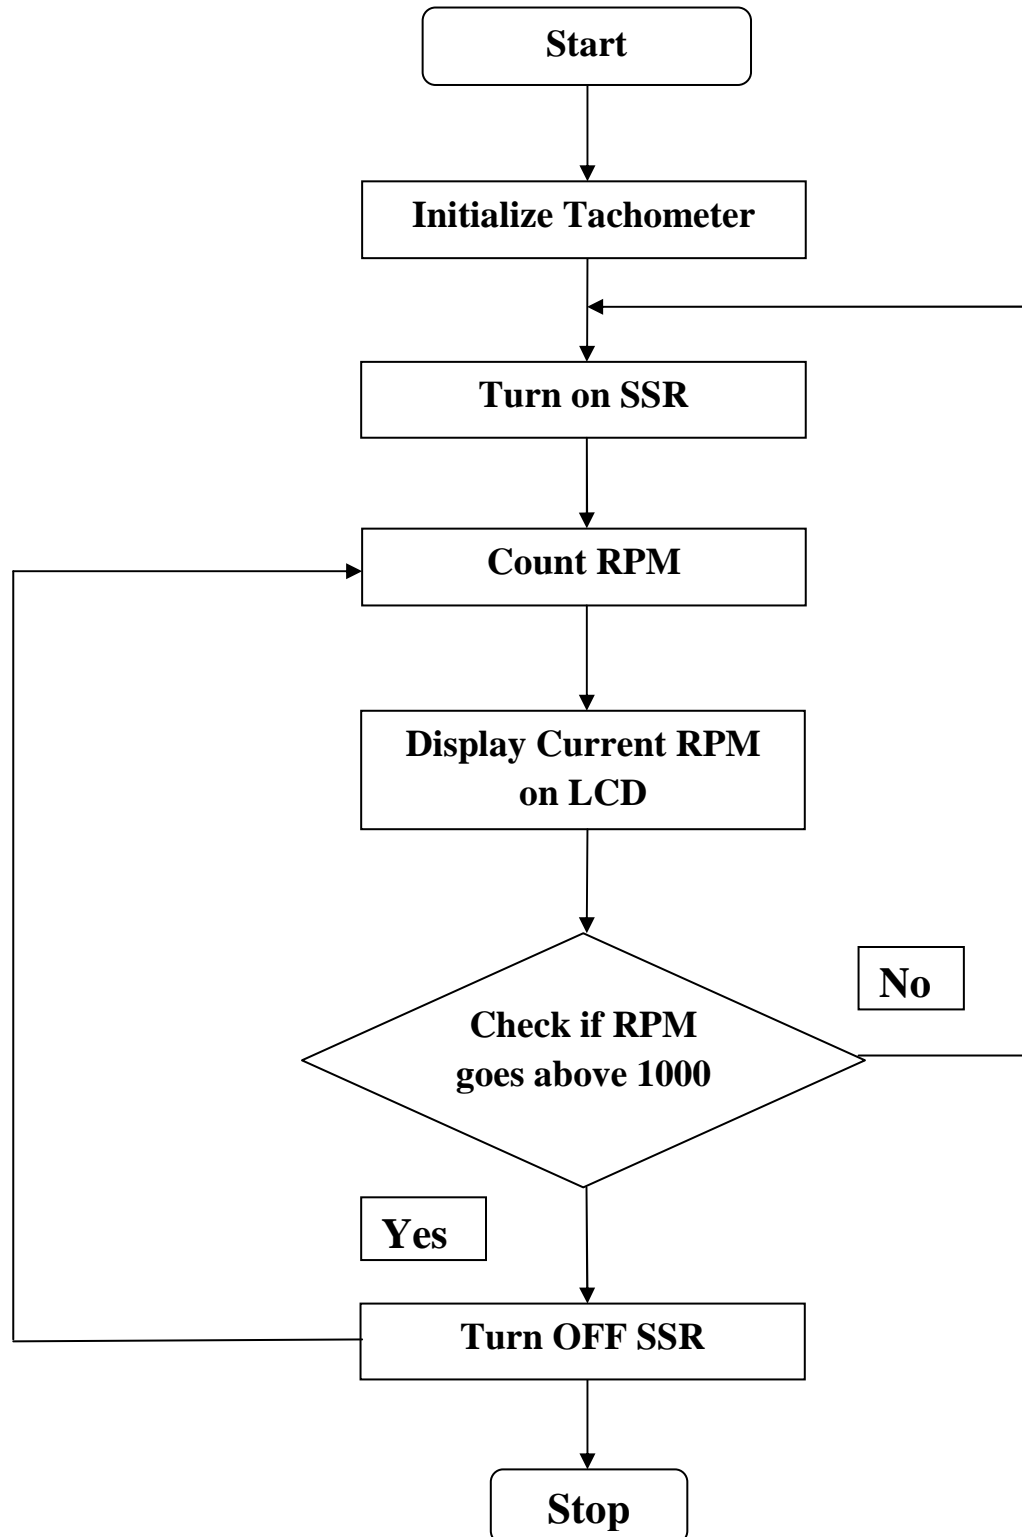 Start
Initialize Tachometer
Turn on SSR
Count RPM
Display Current RPM
on LCD
No
Check if RPM
goes above 1000
Yes
Turn OFF SSR
Stop